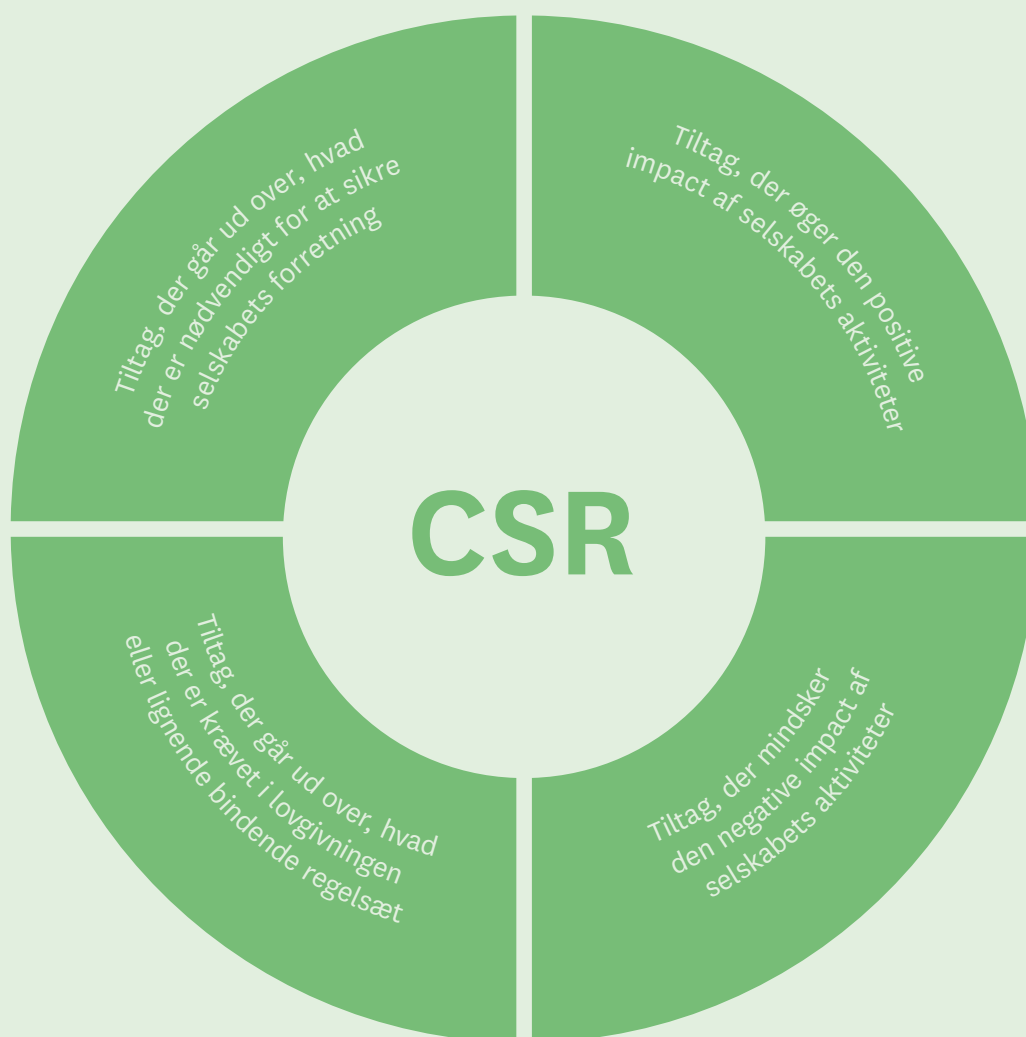 Tiltag, der går ud over, hvad
der er nødvendigt for at sikre
selskabets forretning
Tiltag, der øger den positive
impact af selskabets aktiviteter
CSR
Tiltag, der går ud over, hvad
der er krævet i lovgivningen
eller lignende bindende regelsæt
Tiltag, der mindsker
den negative impact af
selskabets aktiviteter